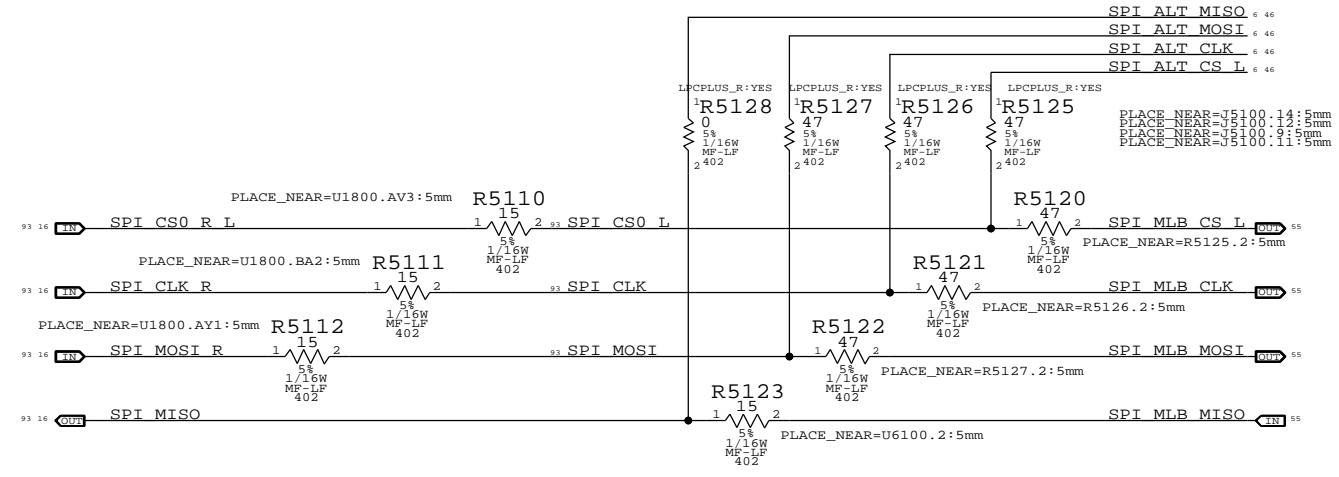 SPI_ALT_MISO 6 46
SPI_ALT_MOSI 6 46
SPI_ALT_CLK 6 46
SPI_ALT_CS_L 6 46
LPCPLUS_R:YES LPCPLUS_R:YES LPCPLUS_R:YES LPCPLUS_R:YES
1 R5128 1 R5127 1 R5126 1 R5125
0 47 47 47
5% 5% 5% 5%
1/16W 1/16W 1/16W 1/16W
MF-LF MF-LF MF-LF MF-LF
2 402 2 402 2 402 2 402
PLACE_NEAR=J5100.14:5mm
PLACE_NEAR=J5100.12:5mm
PLACE_NEAR=J5100.9:5mm
PLACE_NEAR=J5100.11:5mm
PLACE_NEAR=U1800.AV3:5mm R5110 R5120
93 16 IN SPI_CS0_R_L 1 15 2 93 SPI_CS0_L 1 47 2 SPI_MLB_CS_L OUT 55
5% 5% PLACE_NEAR=R5125.2:5mm
1/16W 1/16W
MF-LF MF-LF
402 402
PLACE_NEAR=U1800.BA2:5mm R5111 R5121
93 16 IN SPI_CLK_R 1 15 2 93 SPI_CLK 1 47 2 SPI_MLB_CLK OUT 55
5% 5% PLACE_NEAR=R5126.2:5mm
1/16W 1/16W
MF-LF MF-LF
402 402
PLACE_NEAR=U1800.AY1:5mm R5112 R5122
93 16 IN SPI_MOSI_R 1 15 2 93 SPI_MOSI 1 47 2 SPI_MLB_MOSI OUT 55
5% 5% PLACE_NEAR=R5127.2:5mm
1/16W 1/16W
MF-LF MF-LF
402 402
R5123
93 16 OUT SPI_MISO 1 15 2 SPI_MLB_MISO IN 55
5% PLACE_NEAR=U6100.2:5mm
1/16W
MF-LF
402